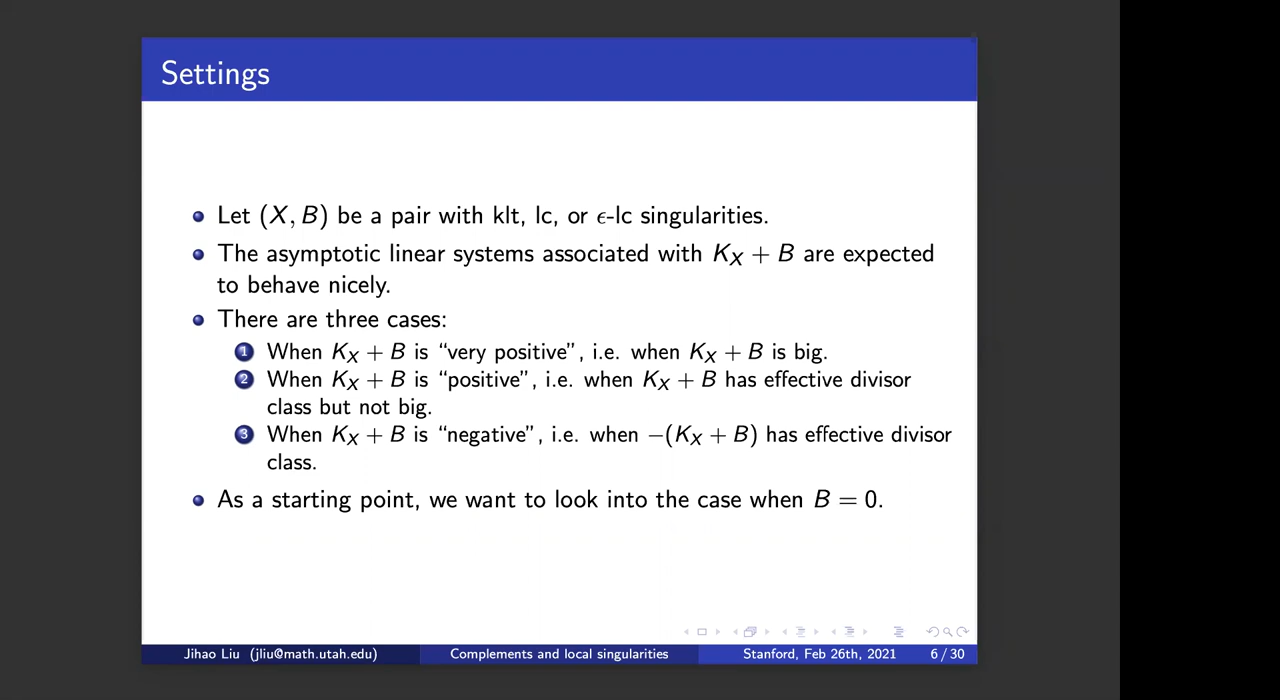 Settings
Let (X, B) be a pair with klt, lc, or ϵ-lc singularities.
The asymptotic linear systems associated with K_X + B are expected
to behave nicely.
There are three cases:
1 When K_X + B is “very positive”, i.e. when K_X + B is big.
2 When K_X + B is “positive”, i.e. when K_X + B has effective divisor
class but not big.
3 When K_X + B is “negative”, i.e. when −(K_X + B) has effective divisor
class.
As a starting point, we want to look into the case when B = 0.
Jihao Liu (jliu@math.utah.edu) Complements and local singularities Stanford, Feb 26th, 2021 6 / 30